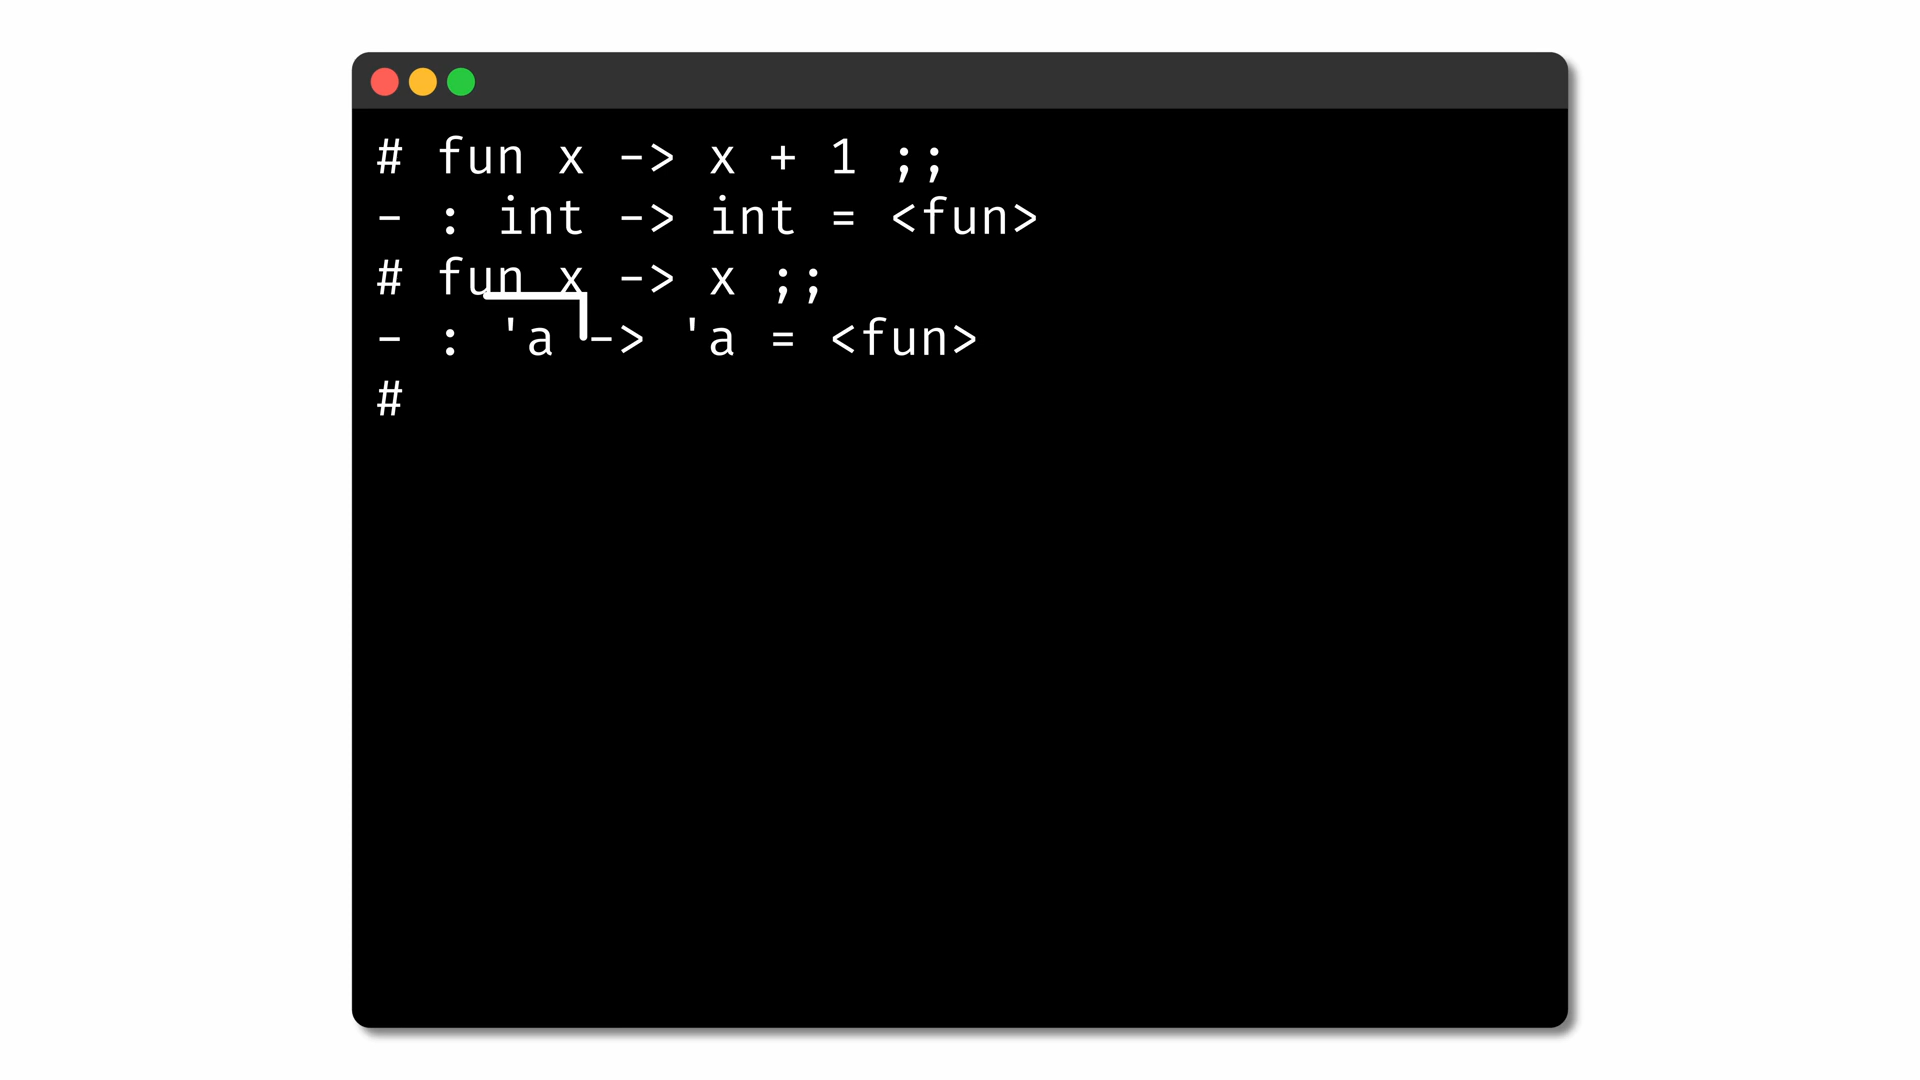 # fun x -> x + 1 ;;
- : int -> int = <fun>
# fun x -> x ;;
- : 'a -> 'a = <fun>
#